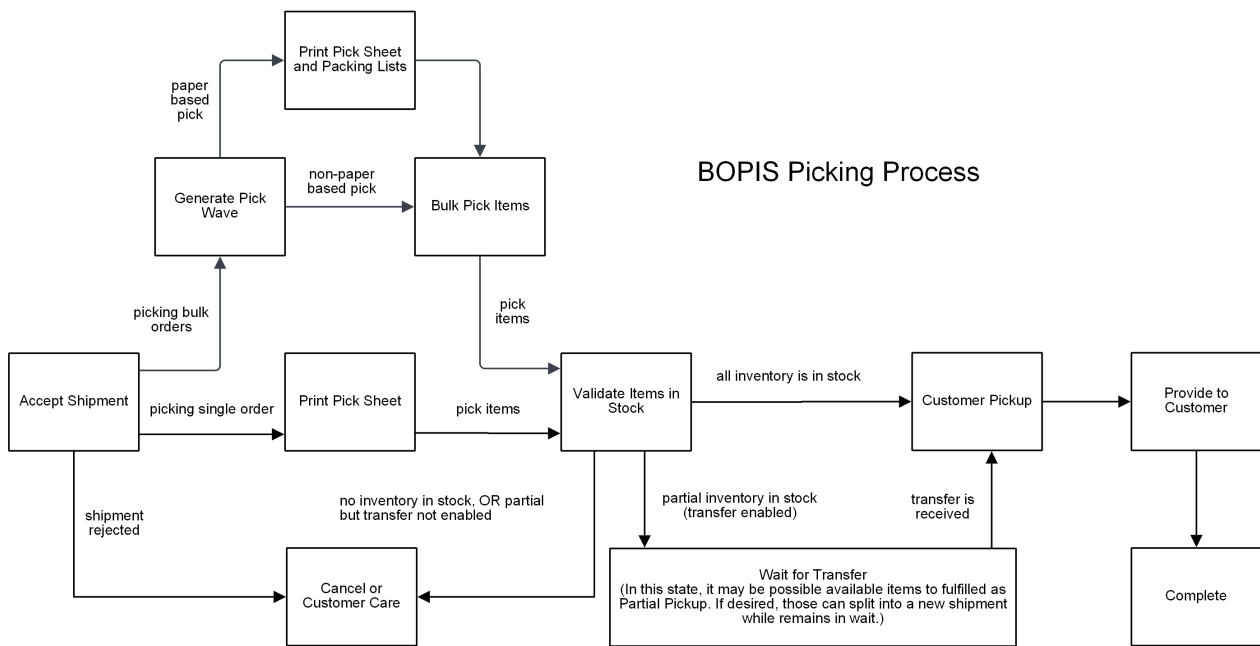 Print Pick Sheet
and Packing Lists
paper
based
pick
BOPIS Picking Process
Generate Pick
Wave
non-paper
based pick
Bulk Pick Items
picking bulk
orders
pick
items
Accept Shipment
picking single order
Print Pick Sheet
pick items
Validate Items in
Stock
all inventory is in stock
Customer Pickup
Provide to
Customer
shipment
rejected
no inventory in stock, OR partial
but transfer not enabled
partial inventory in stock
(transfer enabled)
transfer is
received
Cancel or
Customer Care
Wait for Transfer
(In this state, it may be possible available items to fulfilled as
Partial Pickup. If desired, those can split into a new shipment
while remains in wait.)
Complete